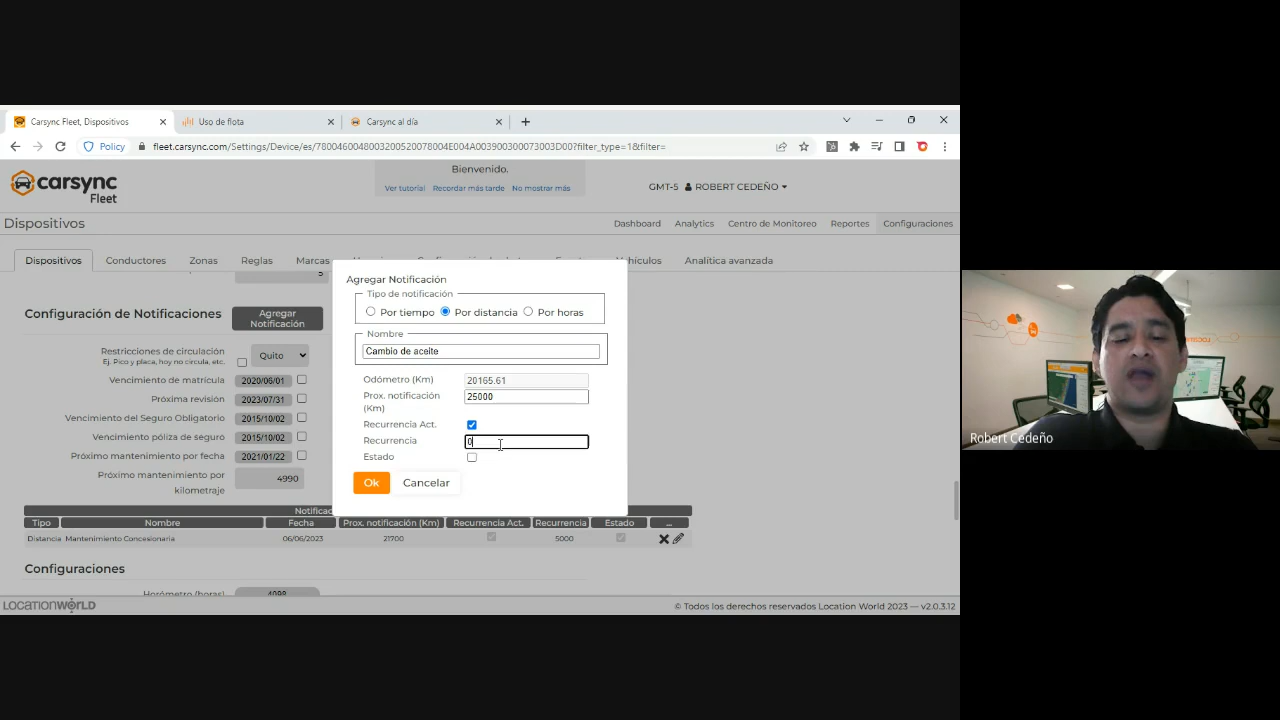 Carsync Fleet, Dispositivos
Uso de flota
Carsync al día
Policy
fleet.carsync.com/Settings/Device/es/780046004800320052007800​4E004A003900300073003D00?filter_type=1&filter=
carsync
Fleet
Bienvenido.
Ver tutorial Recordar más tarde No mostrar más
GMT-5 ROBERT CEDEÑO
Dispositivos
Dashboard Analytics Centro de Monitoreo Reportes Configuraciones
Dispositivos Conductores Zonas Reglas Marcas Analítica avanzada
5
Configuración de Notificaciones
Agregar
Notificación
Restricciones de circulación
Ej. Pico y placa, hoy no circula, etc.
Quito
Vencimiento de matrícula 2020/06/01
Próxima revisión 2023/07/31
Vencimiento del Seguro Obligatorio 2015/10/02
Vencimiento póliza de seguro 2015/10/02
Próximo mantenimiento por fecha 2021/01/22
Próximo mantenimiento por
kilometraje
4990
Agregar Notificación
Tipo de notificación
Por tiempo Por distancia Por horas
Nombre
Cambio de aceite
Odómetro (Km) 20165.61
Prox. notificación
(Km)
25000
Recurrencia Act.
Recurrencia 0
Estado
Ok Cancelar
Notificac
Tipo Nombre Fecha Prox. notificación (Km) Recurrencia Act. Recurrencia Estado ...
Distancia Mantenimiento Concesionaria 06/06/2023 21700 5000
Configuraciones
Horómetro (horas) 4098
LOCATIONWORLD
© Todos los derechos reservados Location World 2023 — v2.0.3.12
Robert Cedeño